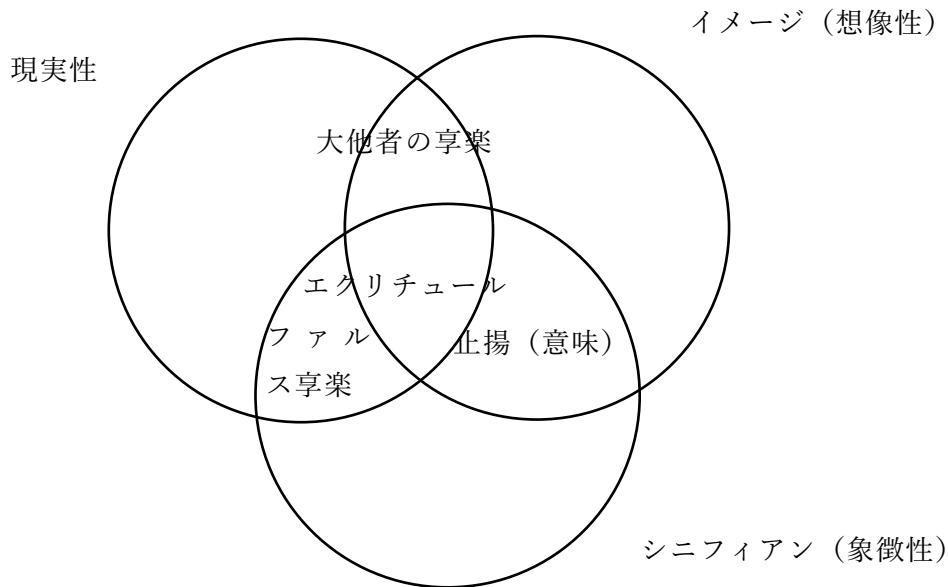 イメージ（想像性）
現実性
大他者の享楽
エクリチュール
ファル
ス享楽
止揚（意味）
シニフィアン（象徴性）